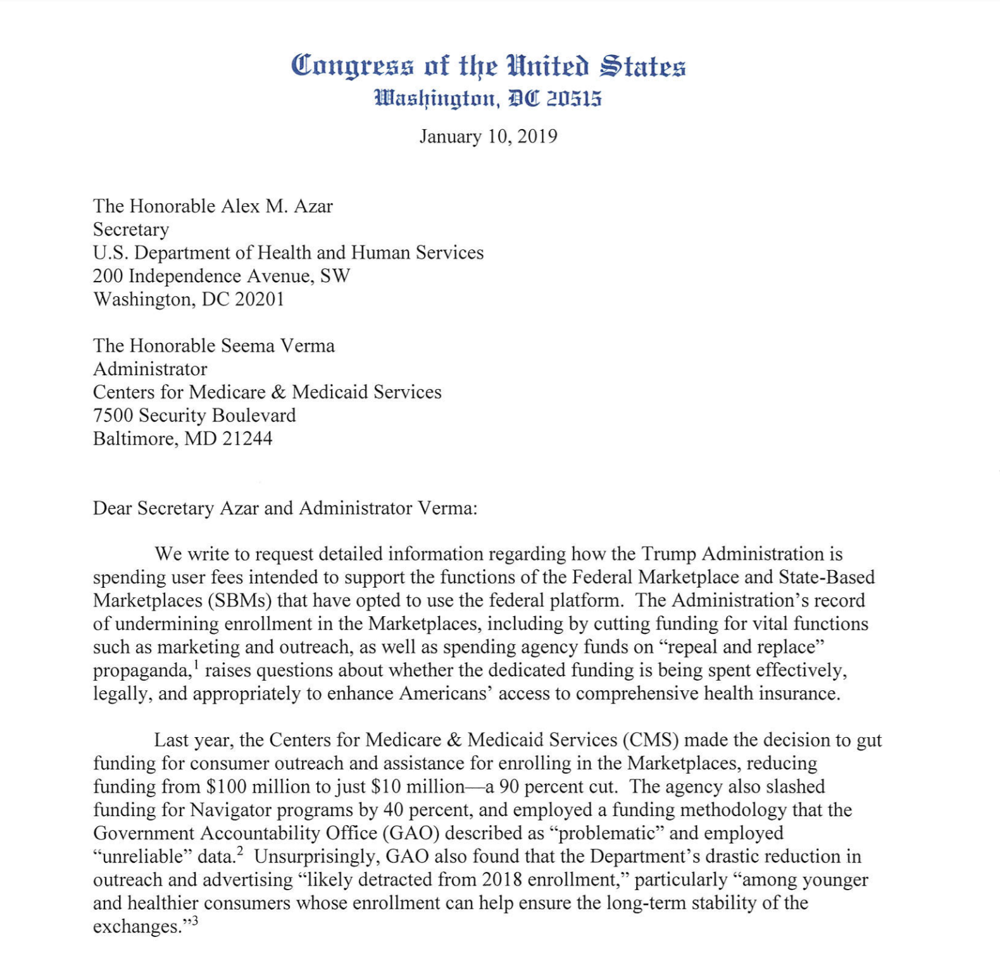 Congress of the United States
Washington, DC 20515
January 10, 2019
The Honorable Alex M. Azar
Secretary
U.S. Department of Health and Human Services
200 Independence Avenue, SW
Washington, DC 20201
The Honorable Seema Verma
Administrator
Centers for Medicare & Medicaid Services
7500 Security Boulevard
Baltimore, MD 21244
Dear Secretary Azar and Administrator Verma:
We write to request detailed information regarding how the Trump Administration is
spending user fees intended to support the functions of the Federal Marketplace and State-Based
Marketplaces (SBMs) that have opted to use the federal platform.  The Administration’s record
of undermining enrollment in the Marketplaces, including by cutting funding for vital functions
such as marketing and outreach, as well as spending agency funds on “repeal and replace”
propaganda,¹ raises questions about whether the dedicated funding is being spent effectively,
legally, and appropriately to enhance Americans’ access to comprehensive health insurance.
Last year, the Centers for Medicare & Medicaid Services (CMS) made the decision to gut
funding for consumer outreach and assistance for enrolling in the Marketplaces, reducing
funding from $100 million to just $10 million—a 90 percent cut.  The agency also slashed
funding for Navigator programs by 40 percent, and employed a funding methodology that the
Government Accountability Office (GAO) described as “problematic” and employed
“unreliable” data.²  Unsurprisingly, GAO also found that the Department’s drastic reduction in
outreach and advertising “likely detracted from 2018 enrollment,” particularly “among younger
and healthier consumers whose enrollment can help ensure the long-term stability of the
exchanges.”³